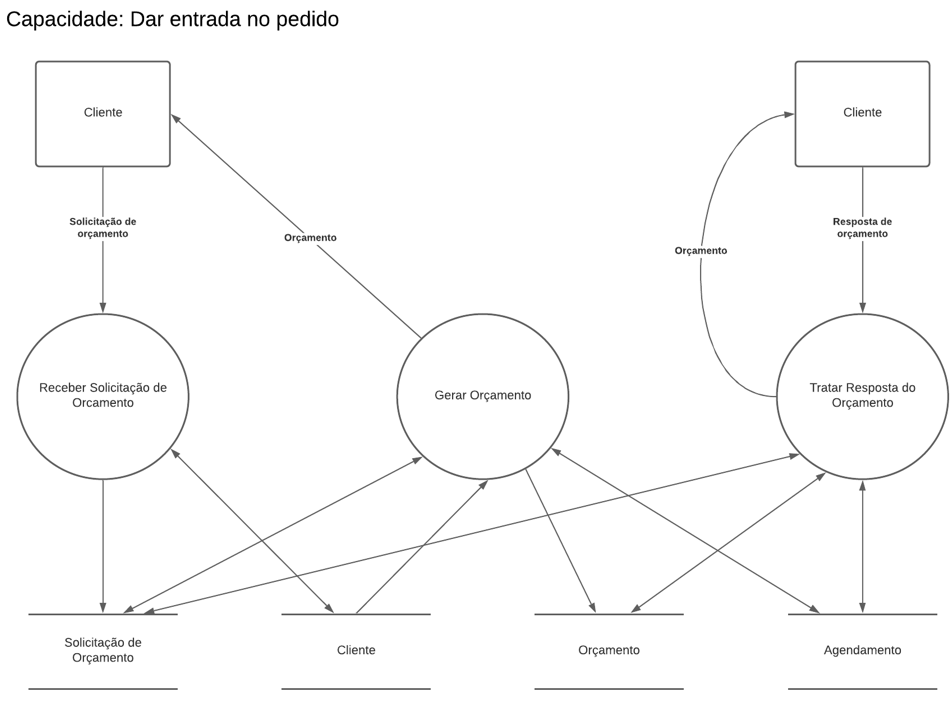 Capacidade: Dar entrada no pedido
Cliente
Cliente
Solicitação de
orçamento
Orçamento
Orçamento
Resposta de
orçamento
Receber Solicitação de
Orcamento
Gerar Orçamento
Tratar Resposta do
Orçamento
Solicitação de
Orçamento
Cliente
Orçamento
Agendamento